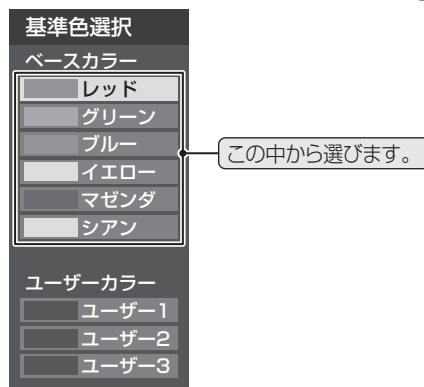 基準色選択
ベースカラー
レッド
グリーン
ブルー
イエロー
マゼンダ
シアン
この中から選びます。
ユーザーカラー
ユーザー1
ユーザー2
ユーザー3